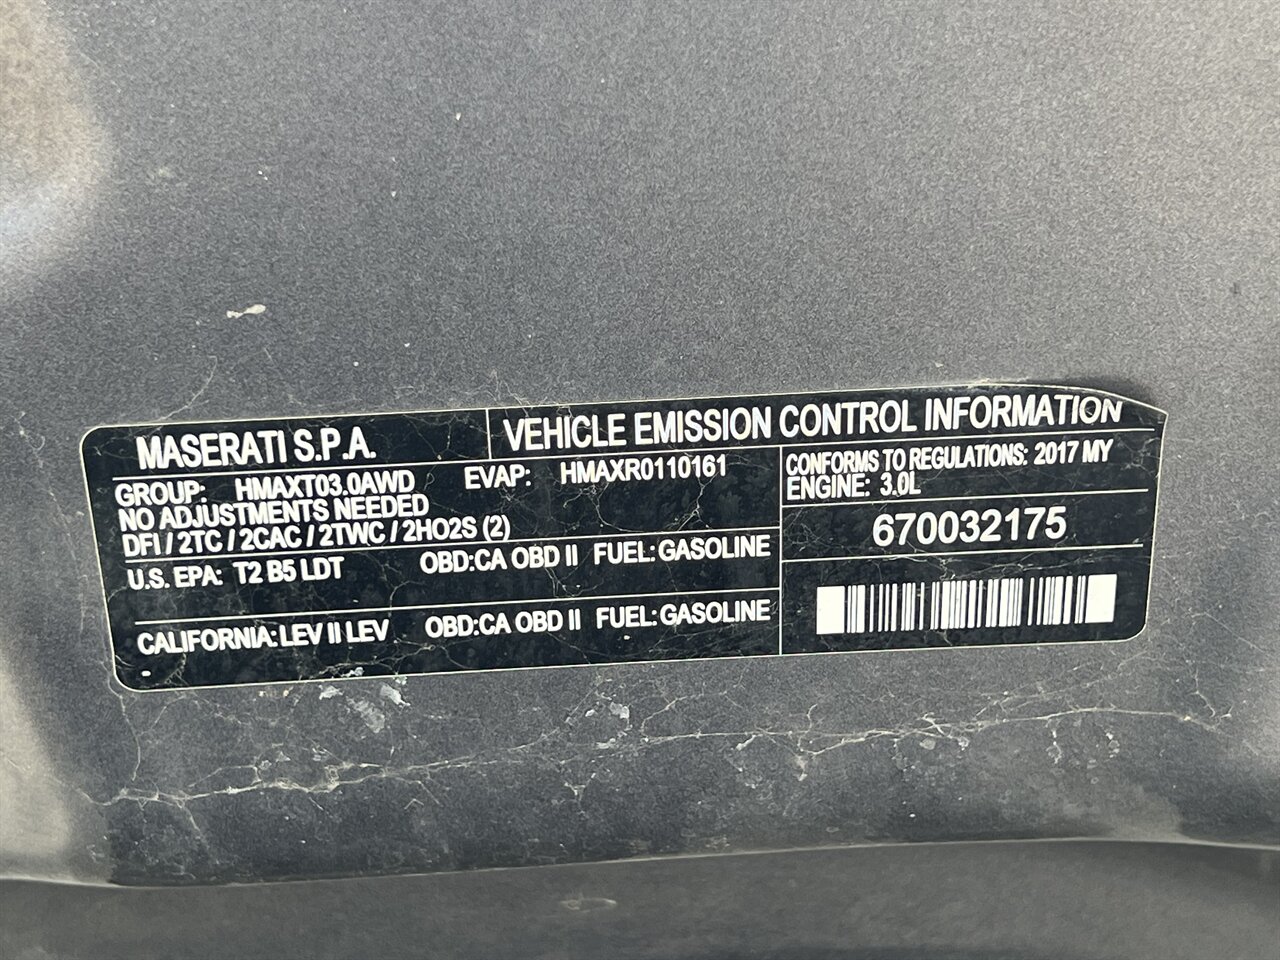 MASERATI S.P.A.
VEHICLE EMISSION CONTROL INFORMATION
GROUP: HMAXT03.0AWD EVAP: HMAXR0110161
NO ADJUSTMENTS NEEDED
DFI / 2TC / 2CAC / 2TWC / 2HO2S (2)
U.S. EPA: T2 B5 LDT OBD:CA OBD II FUEL:GASOLINE
CALIFORNIA:LEV II LEV OBD:CA OBD II FUEL:GASOLINE
CONFORMS TO REGULATIONS: 2017 MY
ENGINE: 3.0L
670032175